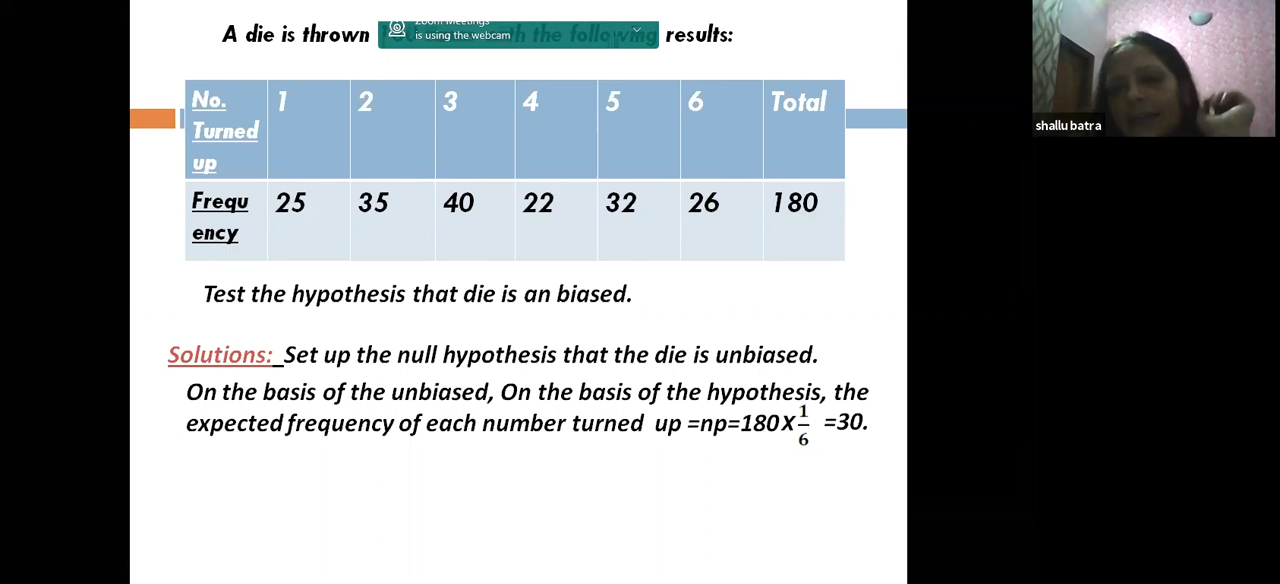 A die is thrown with the following results:
Zoom Meetings
is using the webcam
No. Turned up 1 2 3 4 5 6 Total
Frequ ency 25 35 40 22 32 26 180
Test the hypothesis that die is an biased.
Solutions: Set up the null hypothesis that the die is unbiased.
On the basis of the unbiased, On the basis of the hypothesis, the
expected frequency of each number turned up =np=180X1/6 =30.
shallu batra